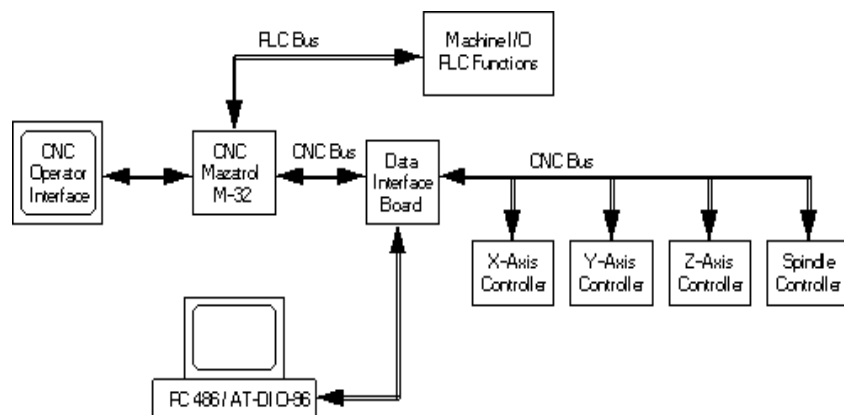 PLC Bus
Machine I/O
PLC Functions
CNC
Operator
Interface
CNC
Mazatrol
M-32
CNC Bus
Data
Interface
Board
CNC Bus
X-Axis
Controller
Y-Axis
Controller
Z-Axis
Controller
Spindle
Controller
PC 486 / AT-DIO-96